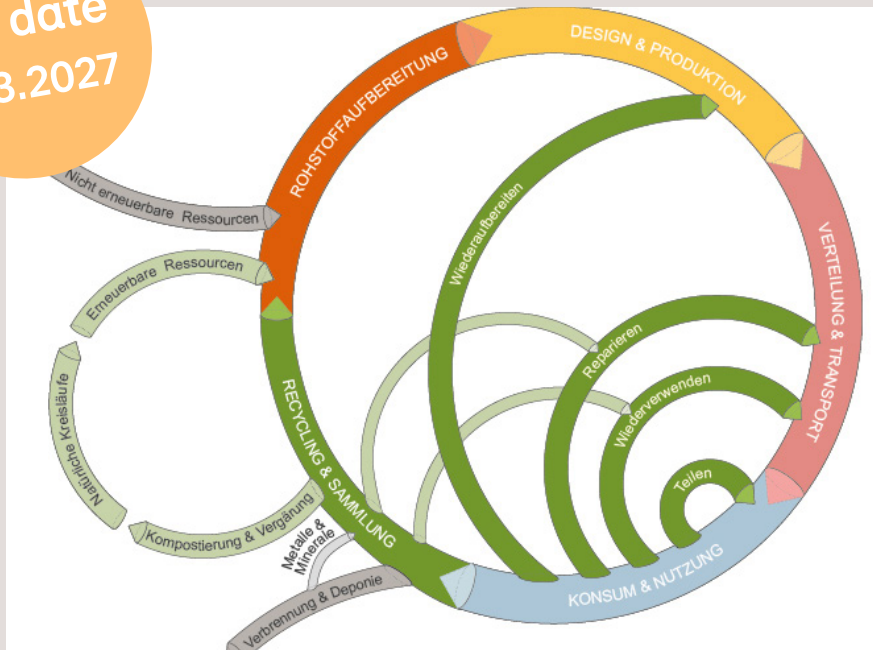 date
3.2027
ROHSTOFFAUFBEREITUNG
DESIGN & PRODUKTION
VERTEILUNG & TRANSPORT
KONSUM & NUTZUNG
RECYCLING & SAMMLUNG
Nicht erneuerbare Ressourcen
Erneuerbare Ressourcen
Natürliche Kreisläufe
Kompostierung & Vergärung
Metalle &
Minerale
Verbrennung & Deponie
Wiederaufbereiten
Reparieren
Wiederverwenden
Teilen